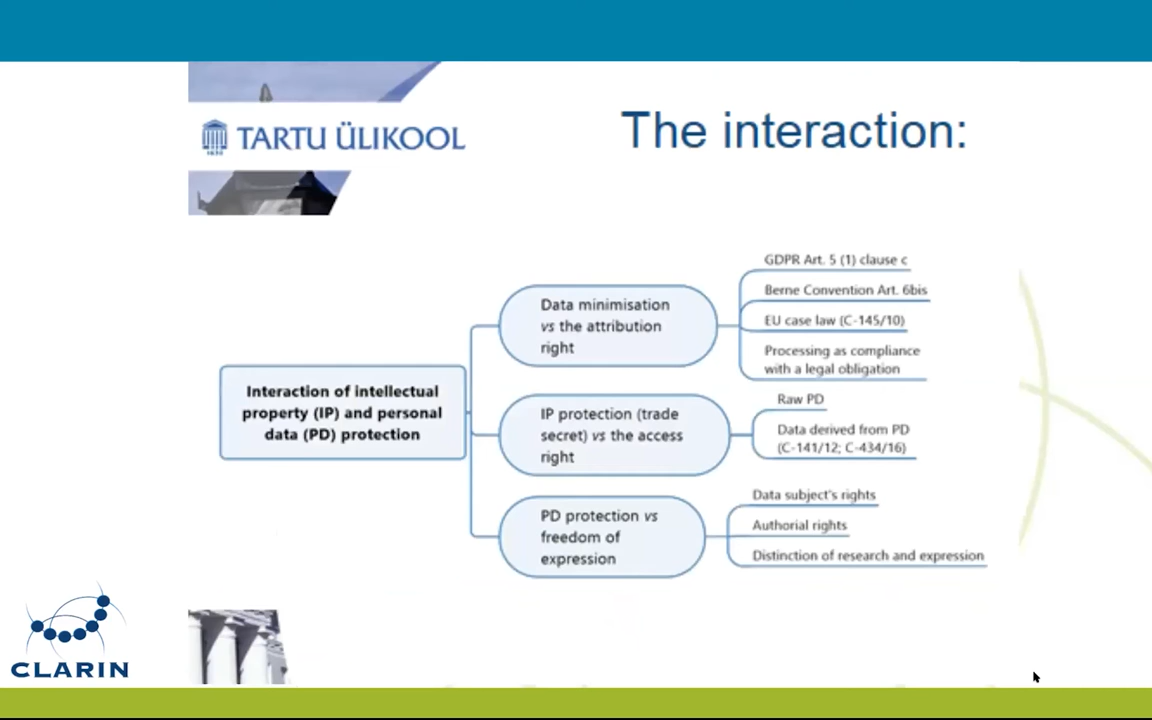 TARTU ÜLIKOOL
1632
The interaction:
Interaction of intellectual
property (IP) and personal
data (PD) protection
Data minimisation
vs the attribution
right
GDPR Art. 5 (1) clause c
Berne Convention Art. 6bis
EU case law (C-145/10)
Processing as compliance
with a legal obligation
IP protection (trade
secret) vs the access
right
Raw PD
Data derived from PD
(C-141/12; C-434/16)
PD protection vs
freedom of
expression
Data subject's rights
Authorial rights
Distinction of research and expression
CLARIN